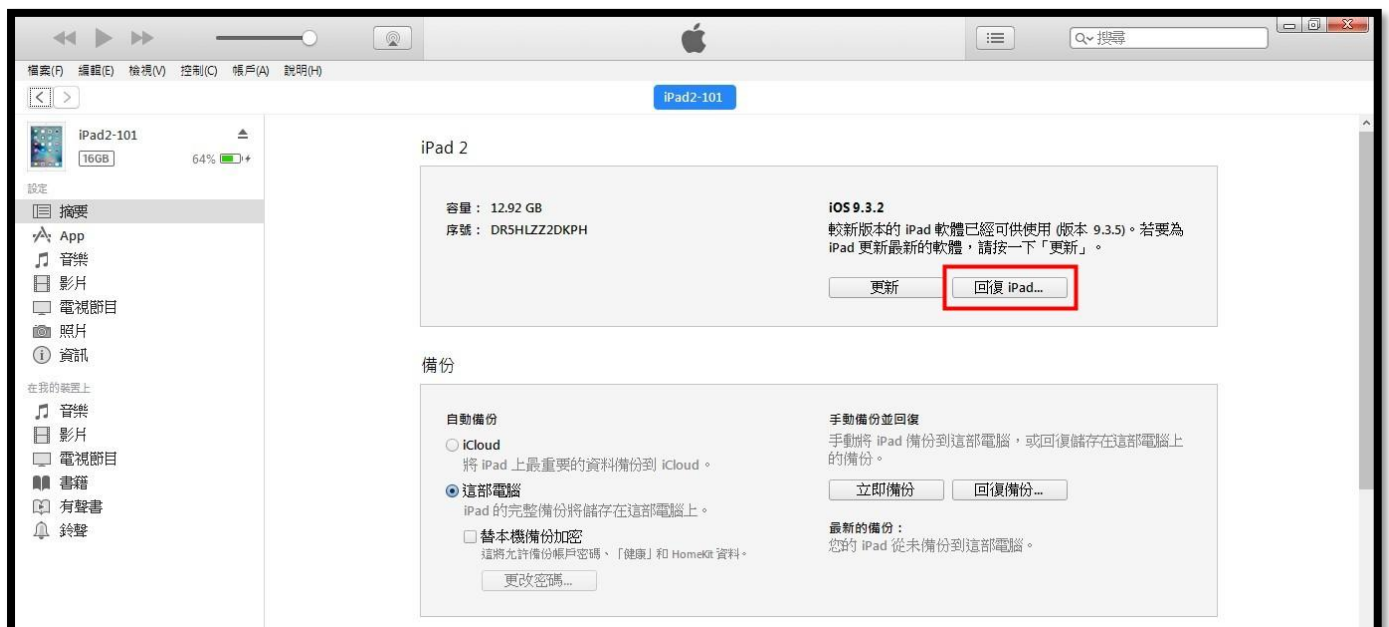 搜尋
檔案(F) 編輯(E) 檢視(V) 控制(C) 帳戶(A) 說明(H)
iPad2-101
iPad2-101
16GB 64%
設定
摘要
App
音樂
影片
電視節目
照片
資訊
在我的裝置上
音樂
影片
電視節目
書籍
有聲書
鈴聲
iPad 2
容量： 12.92 GB
序號： DR5HLZZ2DKPH
iOS 9.3.2
較新版本的 iPad 軟體已經可供使用 (版本 9.3.5)。若要為
iPad 更新最新的軟體，請按一下「更新」。
更新 回復 iPad...
備份
自動備份
iCloud
將 iPad 上最重要的資料備份到 iCloud。
這部電腦
iPad 的完整備份將儲存在這部電腦上。
替本機備份加密
這將允許備份帳戶密碼、「健康」和 HomeKit 資料。
更改密碼...
手動備份並回復
手動將 iPad 備份到這部電腦，或回復儲存在這部電腦上
的備份。
立即備份 回復備份...
最新的備份：
您的 iPad 從未備份到這部電腦。